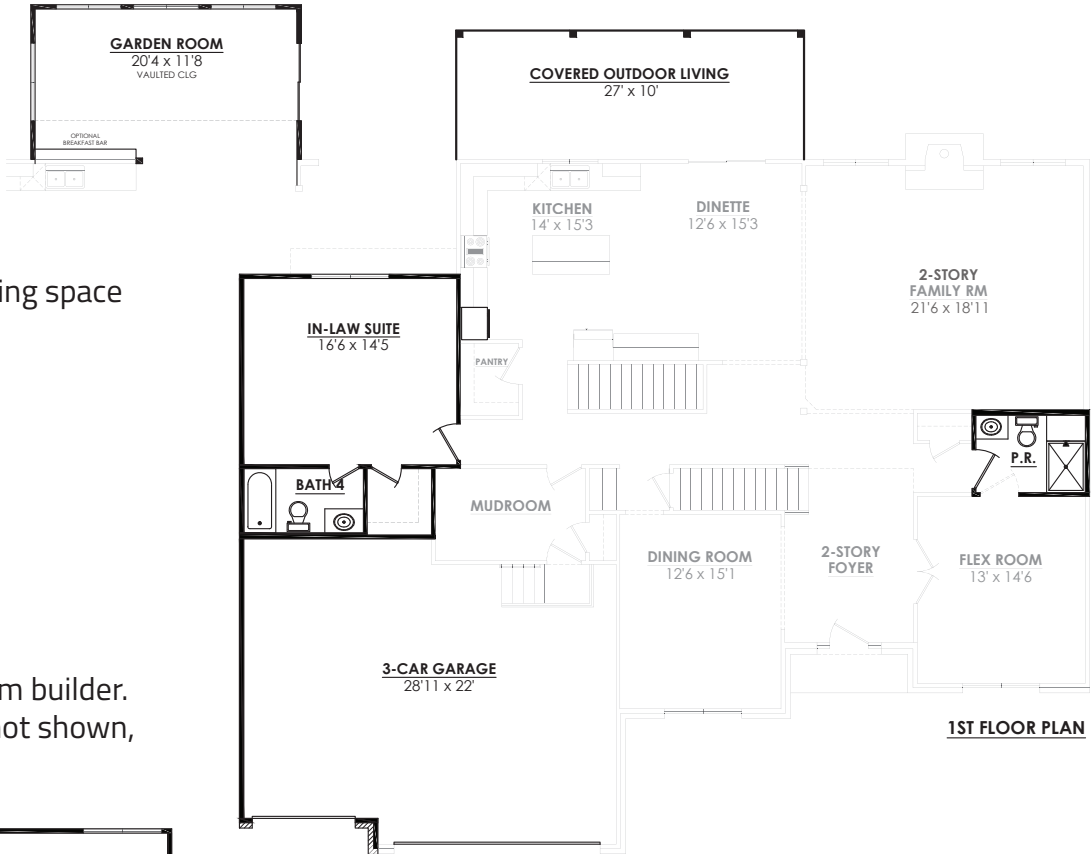 GARDEN ROOM
20'4 x 11'8
VAULTED CLG
OPTIONAL
BREAKFAST BAR
COVERED OUTDOOR LIVING
27' x 10'
KITCHEN
14' x 15'3
DINETTE
12'6 x 15'3
2-STORY
FAMILY RM
21'6 x 18'11
ing space
IN-LAW SUITE
16'6 x 14'5
PANTRY
P.R.
BATH 4
MUDROOM
DINING ROOM
12'6 x 15'1
2-STORY
FOYER
FLEX ROOM
13' x 14'6
3-CAR GARAGE
28'11 x 22'
m builder.
not shown,
1ST FLOOR PLAN